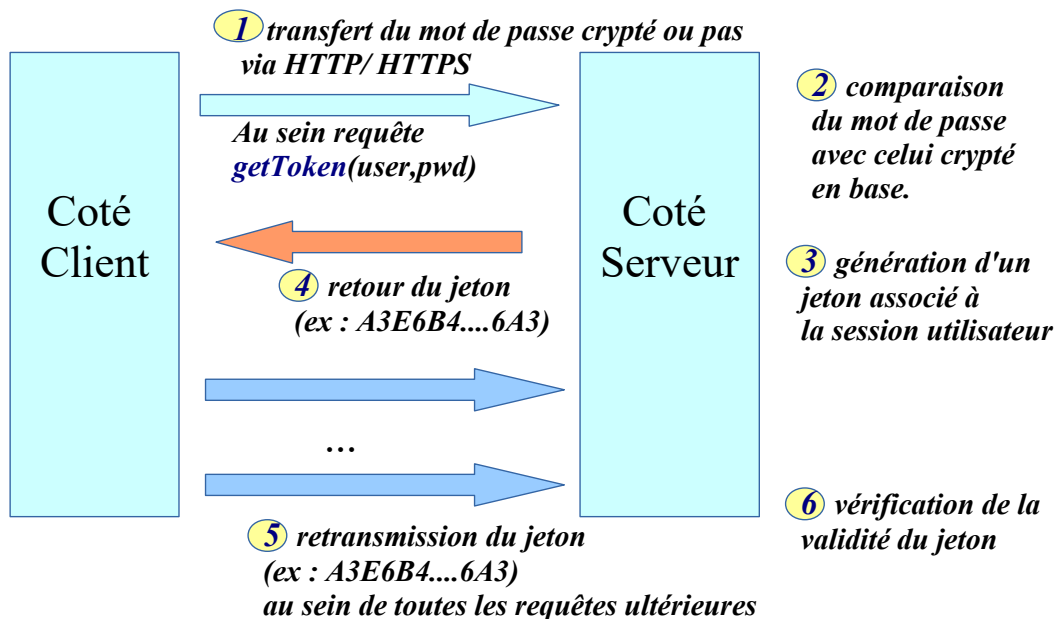 1 transfert du mot de passe crypté ou pas
via HTTP/ HTTPS
Au sein requête
getToken(user,pwd)
2 comparaison
du mot de passe
avec celui crypté
en base.
Coté
Client
Coté
Serveur
3 génération d'un
jeton associé à
la session utilisateur
4 retour du jeton
(ex : A3E6B4....6A3)
…
5 retransmission du jeton
(ex : A3E6B4....6A3)
au sein de toutes les requêtes ultérieures
6 vérification de la
validité du jeton